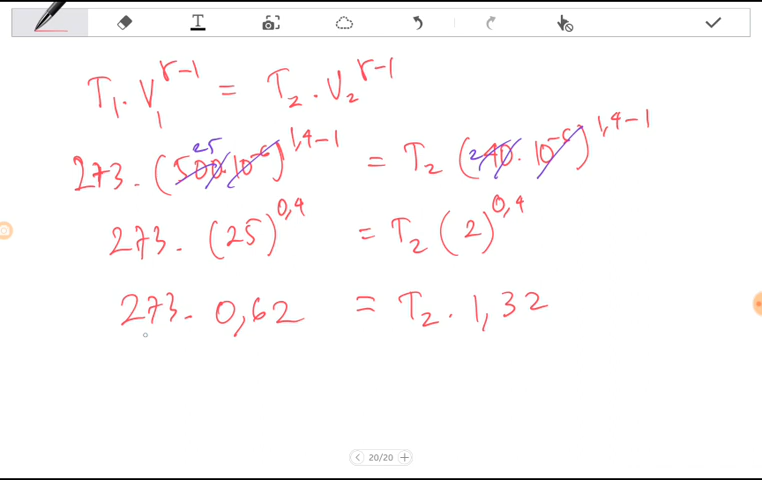 T₁ · V₁^{γ-1} = T₂ · V₂^{γ-1}
25 2
273 · (500 · 10⁻⁶)^{1,4-1} = T₂ (240 · 10⁻⁶)^{1,4-1}
273 · (25)^{0,4} = T₂ (2)^{0,4}
273 · 0,62 = T₂ · 1,32
20/20